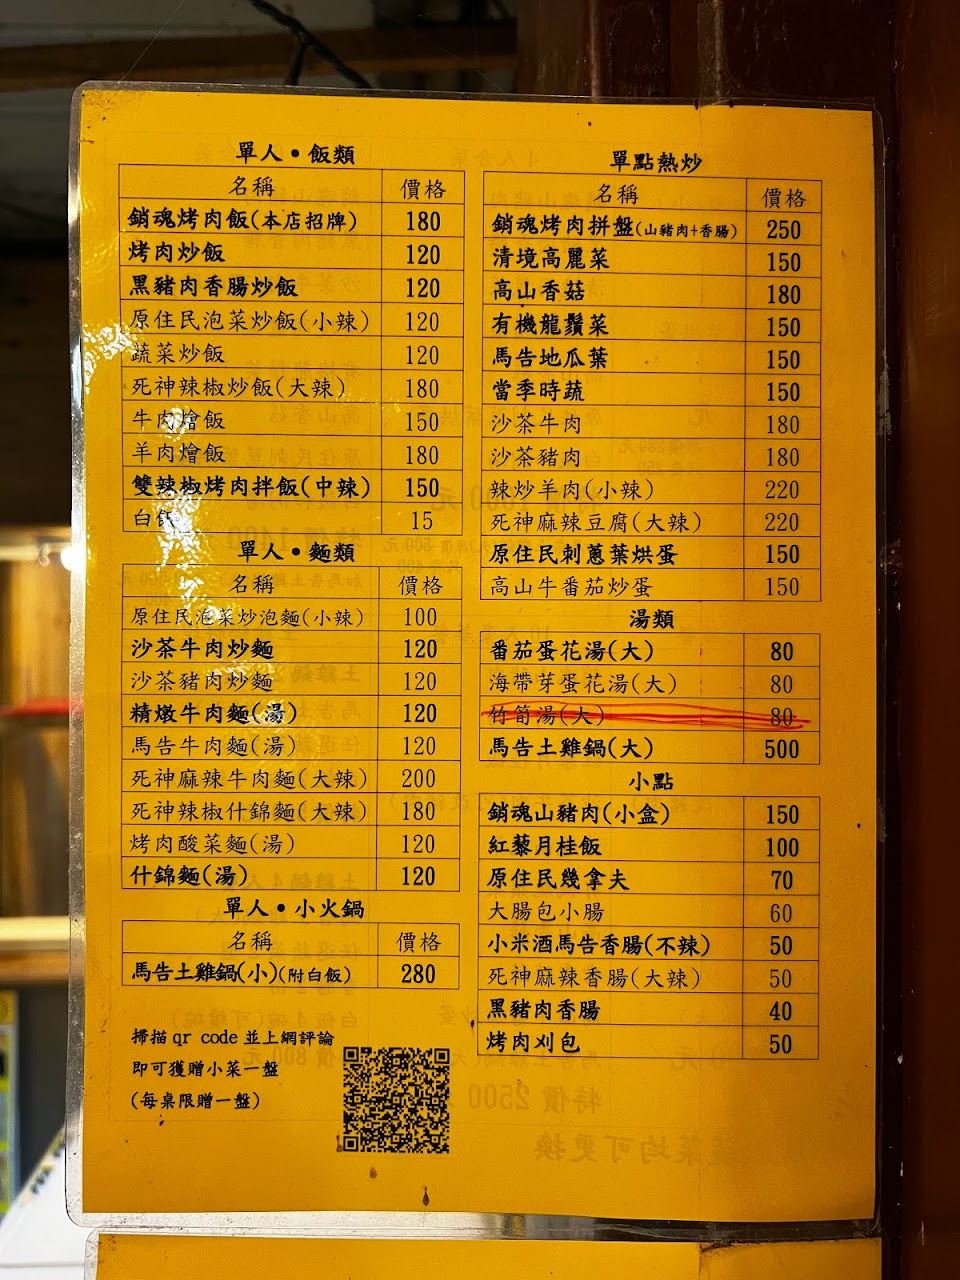 單人•飯類
名稱 價格
銷魂烤肉飯(本店招牌) 180
烤肉炒飯 120
黑豬肉香腸炒飯 120
原住民泡菜炒飯(小辣) 120
蔬菜炒飯 120
死神辣椒炒飯(大辣) 180
牛肉燴飯 150
羊肉燴飯 180
雙辣椒烤肉拌飯(中辣) 150
白飯 15
單人•麵類
名稱 價格
原住民泡菜炒泡麵(小辣) 100
沙茶牛肉炒麵 120
沙茶豬肉炒麵 120
精燉牛肉麵(湯) 120
馬告牛肉麵(湯) 120
死神麻辣牛肉麵(大辣) 200
死神辣椒什錦麵(大辣) 180
烤肉酸菜麵(湯) 120
什錦麵(湯) 120
單人•小火鍋
名稱 價格
馬告土雞鍋(小)(附白飯) 280
掃描 qr code 並上網評論
即可獲贈小菜一盤
(每桌限贈一盤)
單點熱炒
名稱 價格
銷魂烤肉拼盤(山豬肉+香腸) 250
清境高麗菜 150
高山香菇 180
有機龍鬚菜 150
馬告地瓜葉 150
當季時蔬 150
沙茶牛肉 180
沙茶豬肉 180
辣炒羊肉(小辣) 220
死神麻辣豆腐(大辣) 220
原住民刺蔥葉烘蛋 150
高山牛番茄炒蛋 150
湯類
番茄蛋花湯(大) 80
海帶芽蛋花湯(大) 80
竹筍湯(大) 80
馬告土雞鍋(大) 500
小點
銷魂山豬肉(小盒) 150
紅藜月桂飯 100
原住民幾拿夫 70
大腸包小腸 60
小米酒馬告香腸(不辣) 50
死神麻辣香腸(大辣) 50
黑豬肉香腸 40
烤肉刈包 50